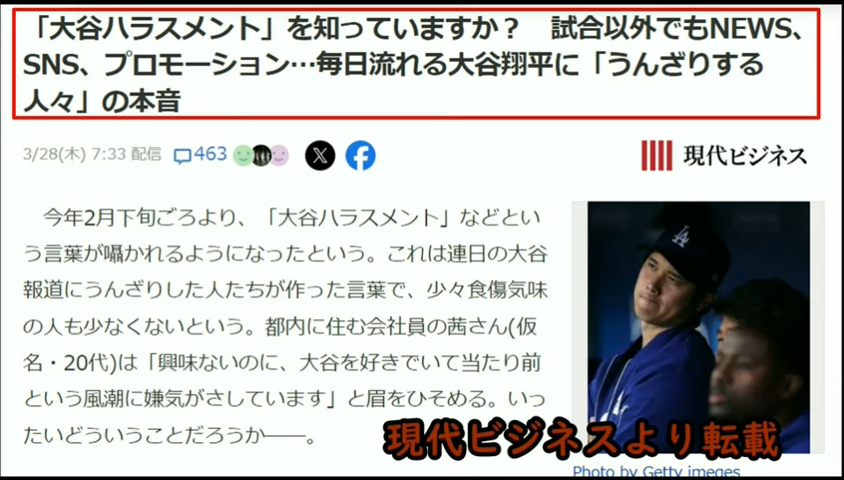 「大谷ハラスメント」を知っていますか？　試合以外でもNEWS、
SNS、プロモーション…毎日流れる大谷翔平に「うんざりする
人々」の本音
3/28(木) 7:33 配信
463
現代ビジネス
今年2月下旬ごろより、「大谷ハラスメント」などとい
う言葉が囁かれるようになったという。これは連日の大谷
報道にうんざりした人たちが作った言葉で、少々食傷気味
の人も少なくないという。都内に住む会社員の茜さん(仮
名・20代)は「興味ないのに、大谷を好きでいて当たり前
という風潮に嫌気がさしています」と眉をひそめる。いっ
たいどういうことだろうか──。
LA
現代ビジネスより転載
Photo by Getty images